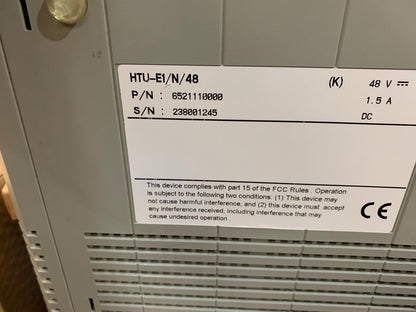 HTU-E1/N/48 (K) 48 V ⎓
P/N : 6521110000 1.5 A
S/N : 238001245 DC
This device complies with part 15 of the FCC Rules . Operation
is subject to the following two conditions: (1) This device may
not cause harmful interference, and (2) this device must accept
any interference received, including interference that may
cause undesired operation
CE